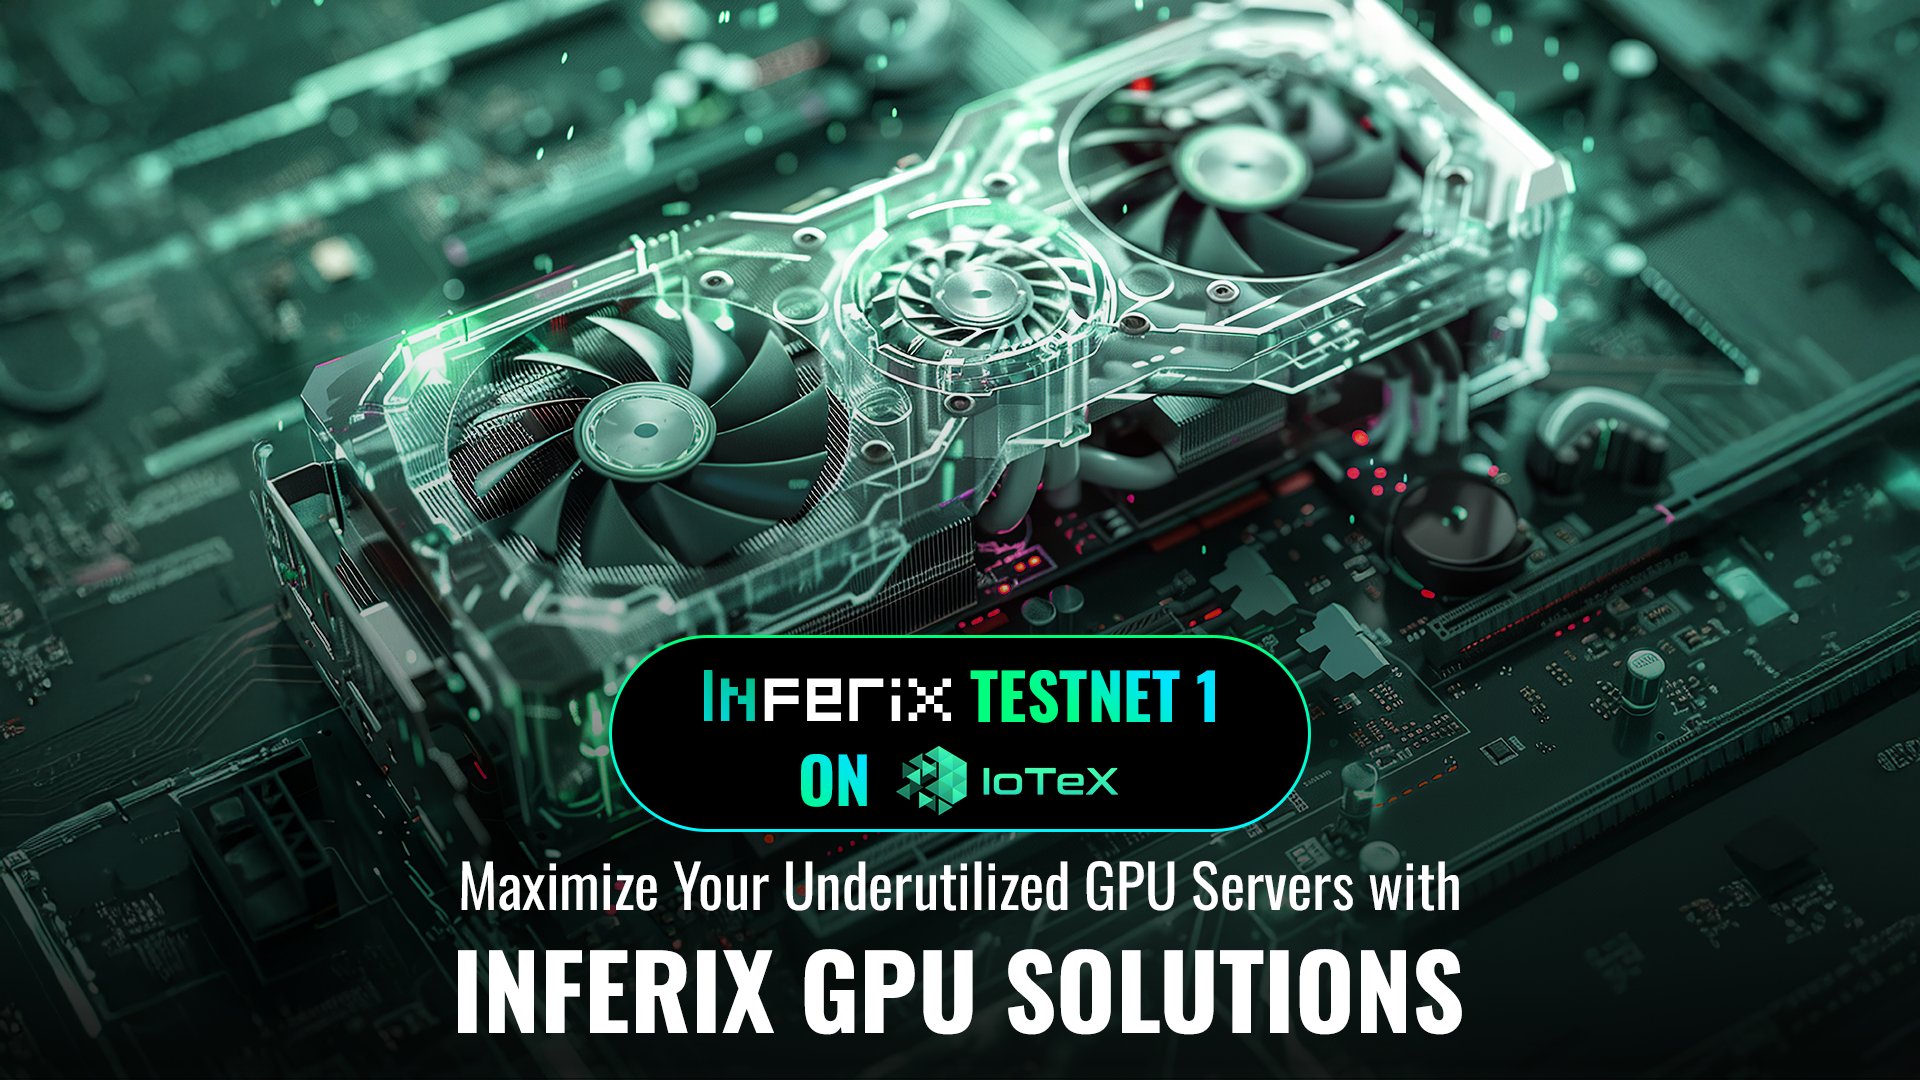 Inferix TESTNET 1
ON IoTeX
Maximize Your Underutilized GPU Servers with
INFERIX GPU SOLUTIONS